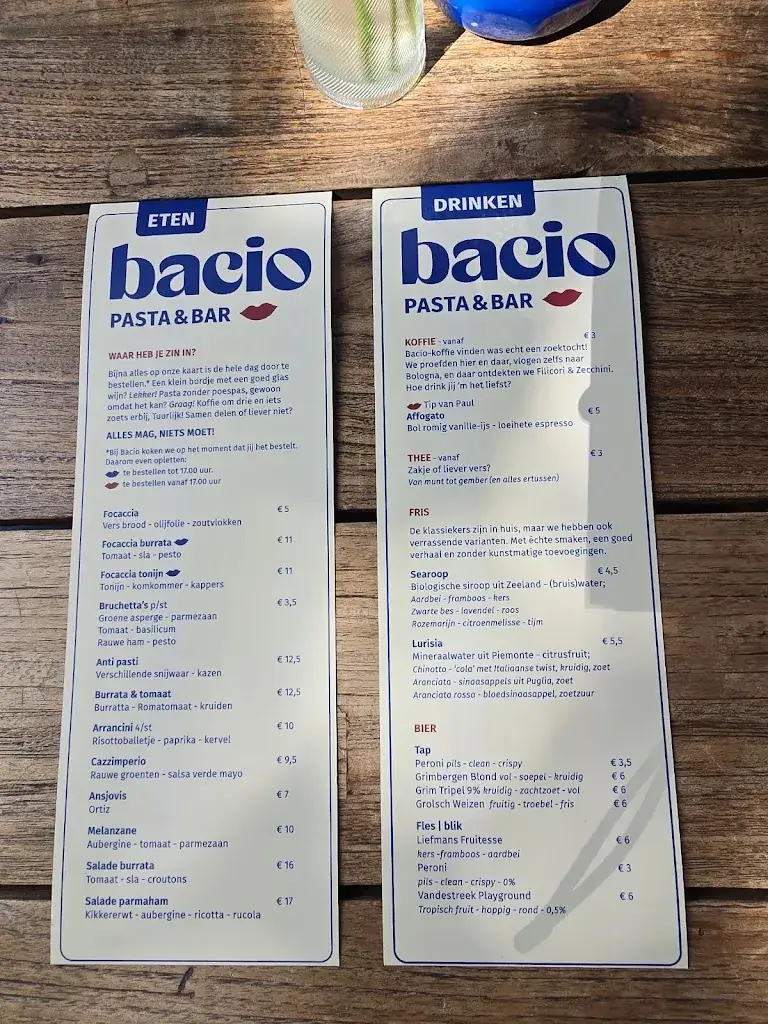 ETEN
bacio
PASTA & BAR
WAAR HEB JE ZIN IN?
Bijna alles op onze kaart is de hele dag door te
bestellen.* Een klein bordje met een goed glas
wijn? Lekker! Pasta zonder poespas, gewoon
omdat het kan? Graag! Koffie om drie en iets
zoets erbij, Tuurlijk! Samen delen of liever niet?
ALLES MAG, NIETS MOET!
*Bij Bacio koken we op het moment dat jij het bestelt.
Daarom even opletten:
te bestellen tot 17.00 uur.
te bestellen vanaf 17.00 uur
Focaccia € 5
Vers brood - olijfolie - zoutvlokken
Focaccia burrata € 11
Tomaat - sla - pesto
Focaccia tonijn € 11
Tonijn - komkommer - kappers
Bruchetta's p/st € 3,5
Groene asperge - parmezaan
Tomaat - basilicum
Rauwe ham - pesto
Anti pasti € 12,5
Verschillende snijwaar - kazen
Burrata & tomaat € 12,5
Burratta - Romatomaat - kruiden
Arrancini 4/st € 10
Risottoballetje - paprika - kervel
Cazzimperio € 9,5
Rauwe groenten - salsa verde mayo
Ansjovis € 7
Ortiz
Melanzane € 10
Aubergine - tomaat - parmezaan
Salade burrata € 16
Tomaat - sla - croutons
Salade parmaham € 17
Kikkererwt - aubergine - ricotta - rucola
DRINKEN
bacio
PASTA & BAR
KOFFIE - vanaf € 3
Bacio-koffie vinden was echt een zoektocht!
We proefden hier en daar, vlogen zelfs naar
Bologna, en daar ontdekten we Filicori & Zecchini.
Hoe drink jij 'm het liefst?
Tip van Paul
Affogato € 5
Bol romig vanille-ijs - loeihete espresso
THEE - vanaf € 3
Zakje of liever vers?
Van munt tot gember (en alles ertussen)
FRIS
De klassiekers zijn in huis, maar we hebben ook
verrassende varianten. Met échte smaken, een goed
verhaal en zonder kunstmatige toevoegingen.
Searoop € 4,5
Biologische siroop uit Zeeland - (bruis)water;
Aardbei - framboos - kers
Zwarte bes - lavendel - roos
Rozemarijn - citroenmelisse - tijm
Lurisia € 5,5
Mineraalwater uit Piemonte - citrusfruit;
Chinotto - 'cola' met Italiaanse twist, kruidig, zoet
Aranciata - sinaasappels uit Puglia, zoet
Aranciata rossa - bloedsinaasappel, zoetzuur
BIER
Tap
Peroni pils - clean - crispy € 3,5
Grimbergen Blond vol - soepel - kruidig € 6
Grim Tripel 9% kruidig - zachtzoet - vol € 6
Grolsch Weizen fruitig - troebel - fris € 6
Fles | blik
Liefmans Fruitesse € 6
kers -framboos - aardbei
Peroni € 3
pils - clean - crispy - 0%
Vandestreek Playground € 6
Tropisch fruit - hoppig - rond - 0,5%